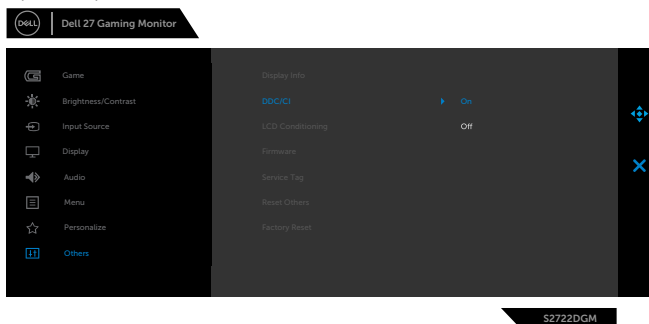 DELL
Dell 27 Gaming Monitor
Game
Display Info
Brightness/Contrast
DDC/CI
On
Input Source
LCD Conditioning
Off
Display
Firmware
Audio
Service Tag
Menu
Reset Others
Personalize
Factory Reset
Others
S2722DGM